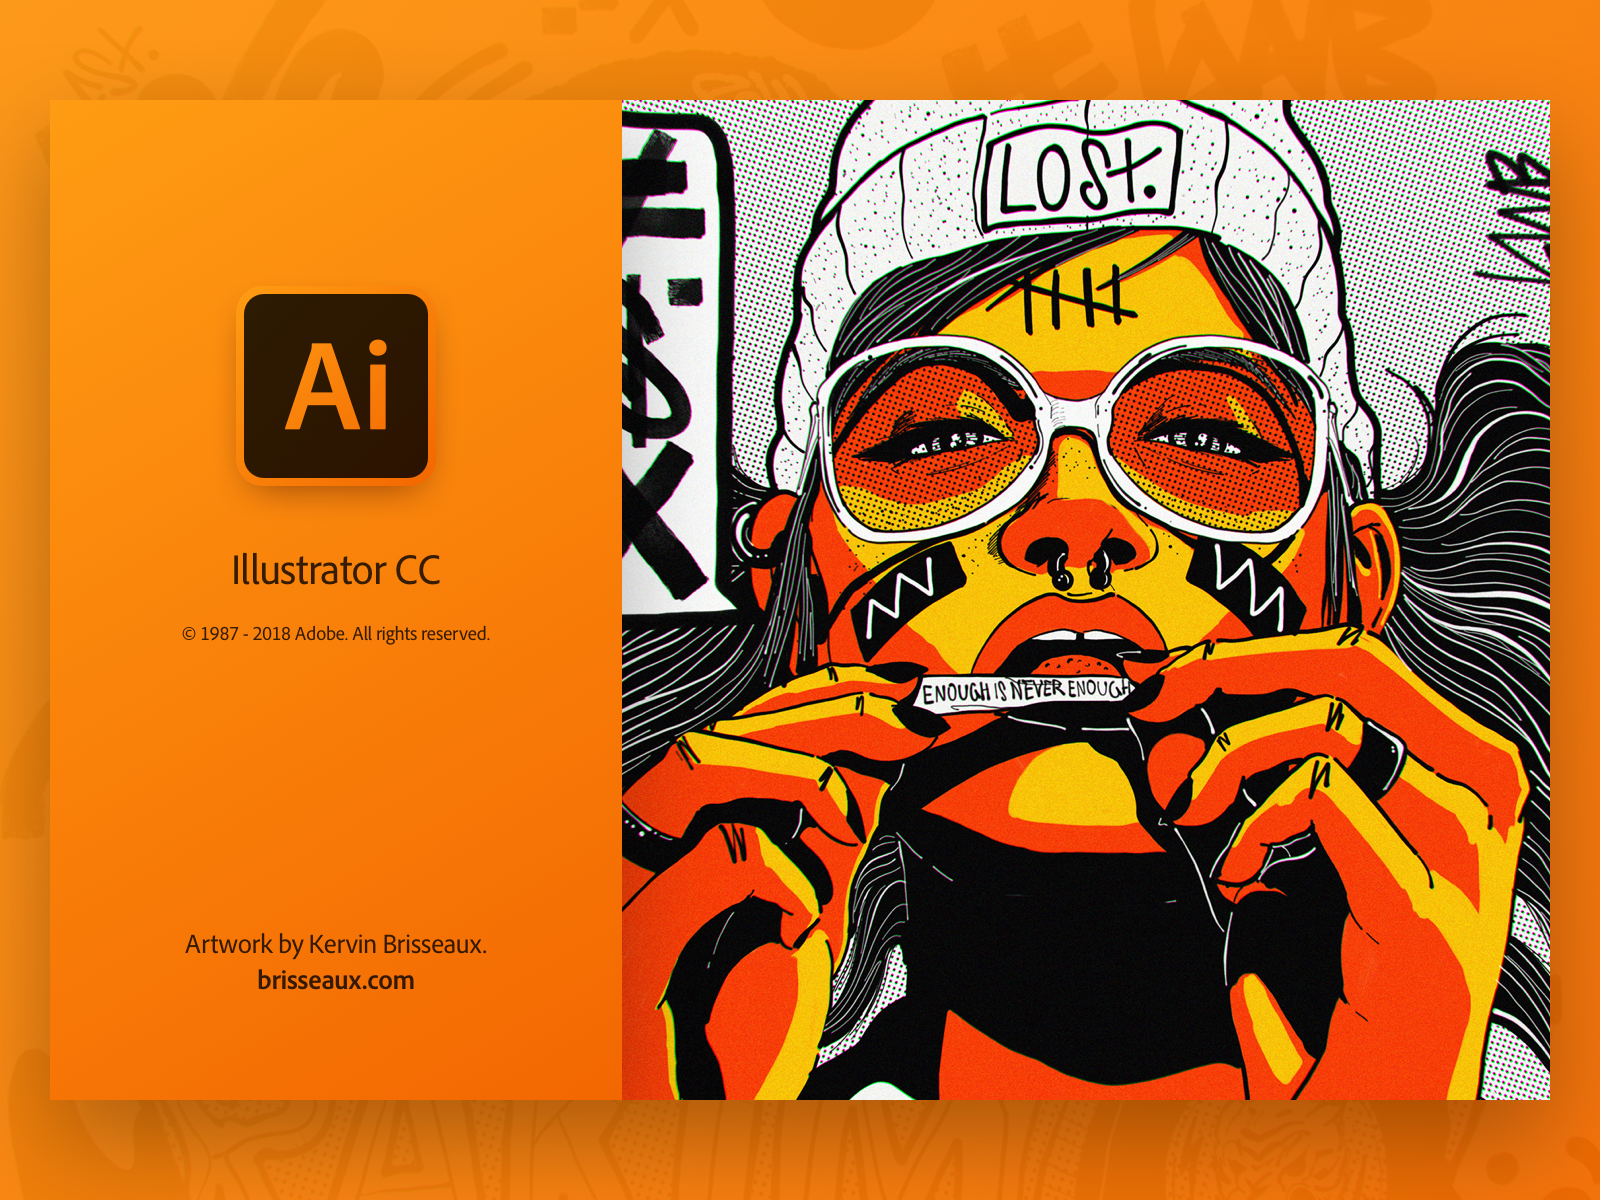 Ai
Illustrator CC
© 1987 - 2018 Adobe. All rights reserved.
Artwork by Kervin Brisseaux.
brisseaux.com
LOST.
ENOUGH IS NEVER ENOUGH